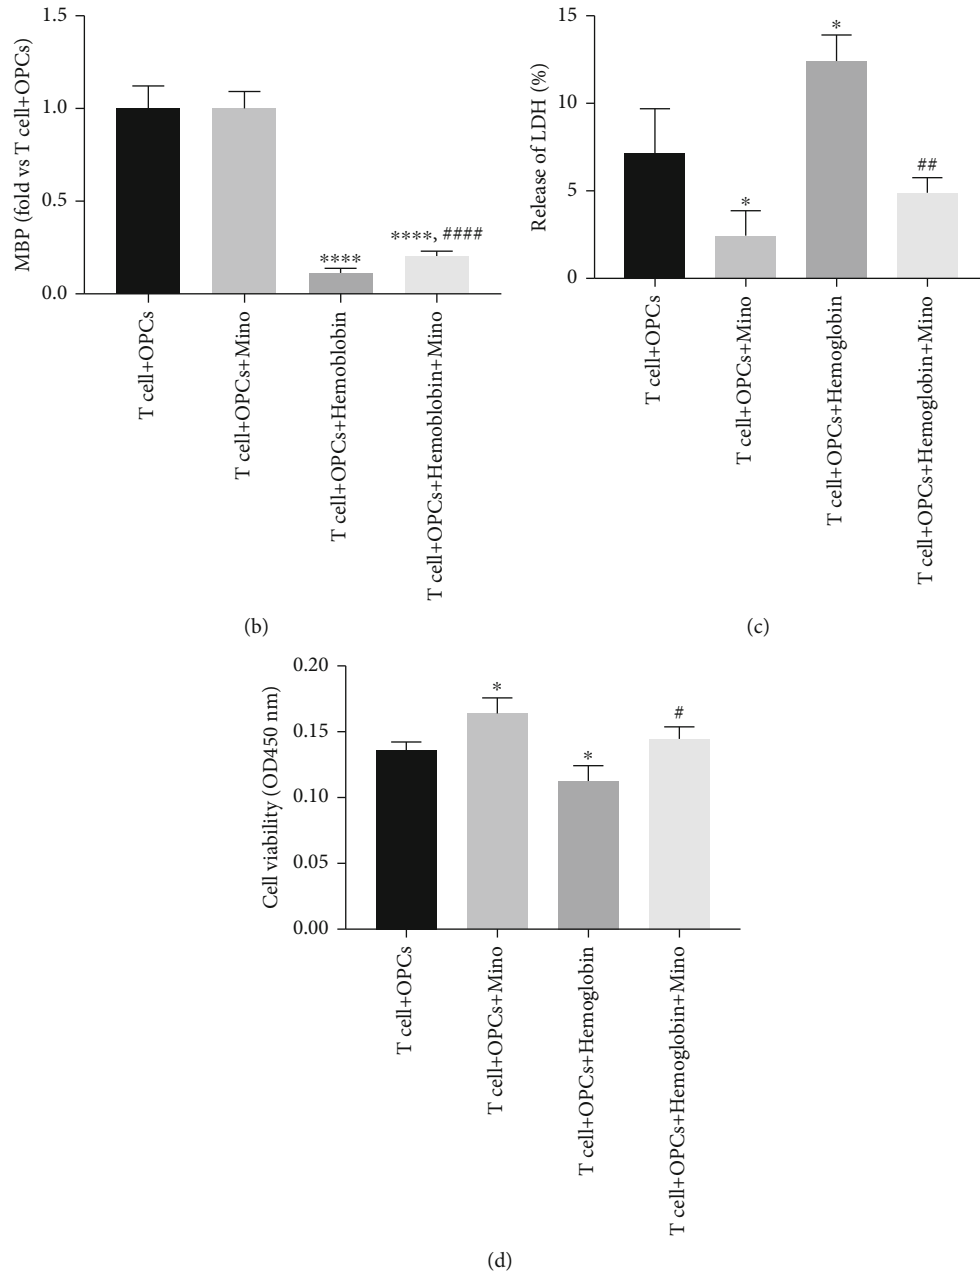 MBP (fold vs T cell+OPCs)
1.5
1.0
0.5
0.0
****
****, ####
T cell+OPCs
T cell+OPCs+Mino
T cell+OPCs+Hemoblobin
T cell+OPCs+Hemoblobin+Mino
(b)
Release of LDH (%)
15
10
5
0
*
*
##
T cell+OPCs
T cell+OPCs+Mino
T cell+OPCs+Hemoglobin
T cell+OPCs+Hemoglobin+Mino
(c)
Cell viability (OD450 nm)
0.20
0.15
0.10
0.05
0.00
*
*
#
T cell+OPCs
T cell+OPCs+Mino
T cell+OPCs+Hemoglobin
T cell+OPCs+Hemoglobin+Mino
(d)